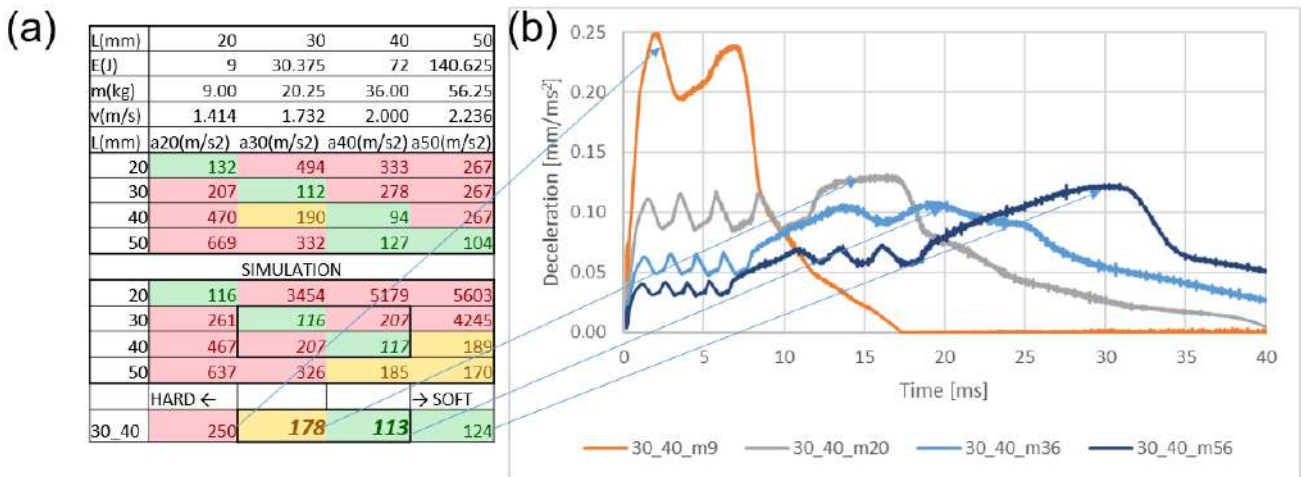 (a)
L(mm) 20 30 40 50
E(J) 9 30.375 72 140.625
m(kg) 9.00 20.25 36.00 56.25
v(m/s) 1.414 1.732 2.000 2.236
L(mm) a20(m/s2) a30(m/s2) a40(m/s2) a50(m/s2)
20 132 494 333 267
30 207 112 278 267
40 470 190 94 267
50 669 332 127 104
SIMULATION
20 116 3454 5179 5603
30 261 116 207 4245
40 467 207 117 189
50 637 326 185 170
HARD ← → SOFT
30_40 250 178 113 124
(b)
Deceleration [mm/ms²]
0.25
0.20
0.15
0.10
0.05
0.00
0 5 10 15 20 25 30 35 40
Time [ms]
30_40_m9 30_40_m20 30_40_m36 30_40_m56